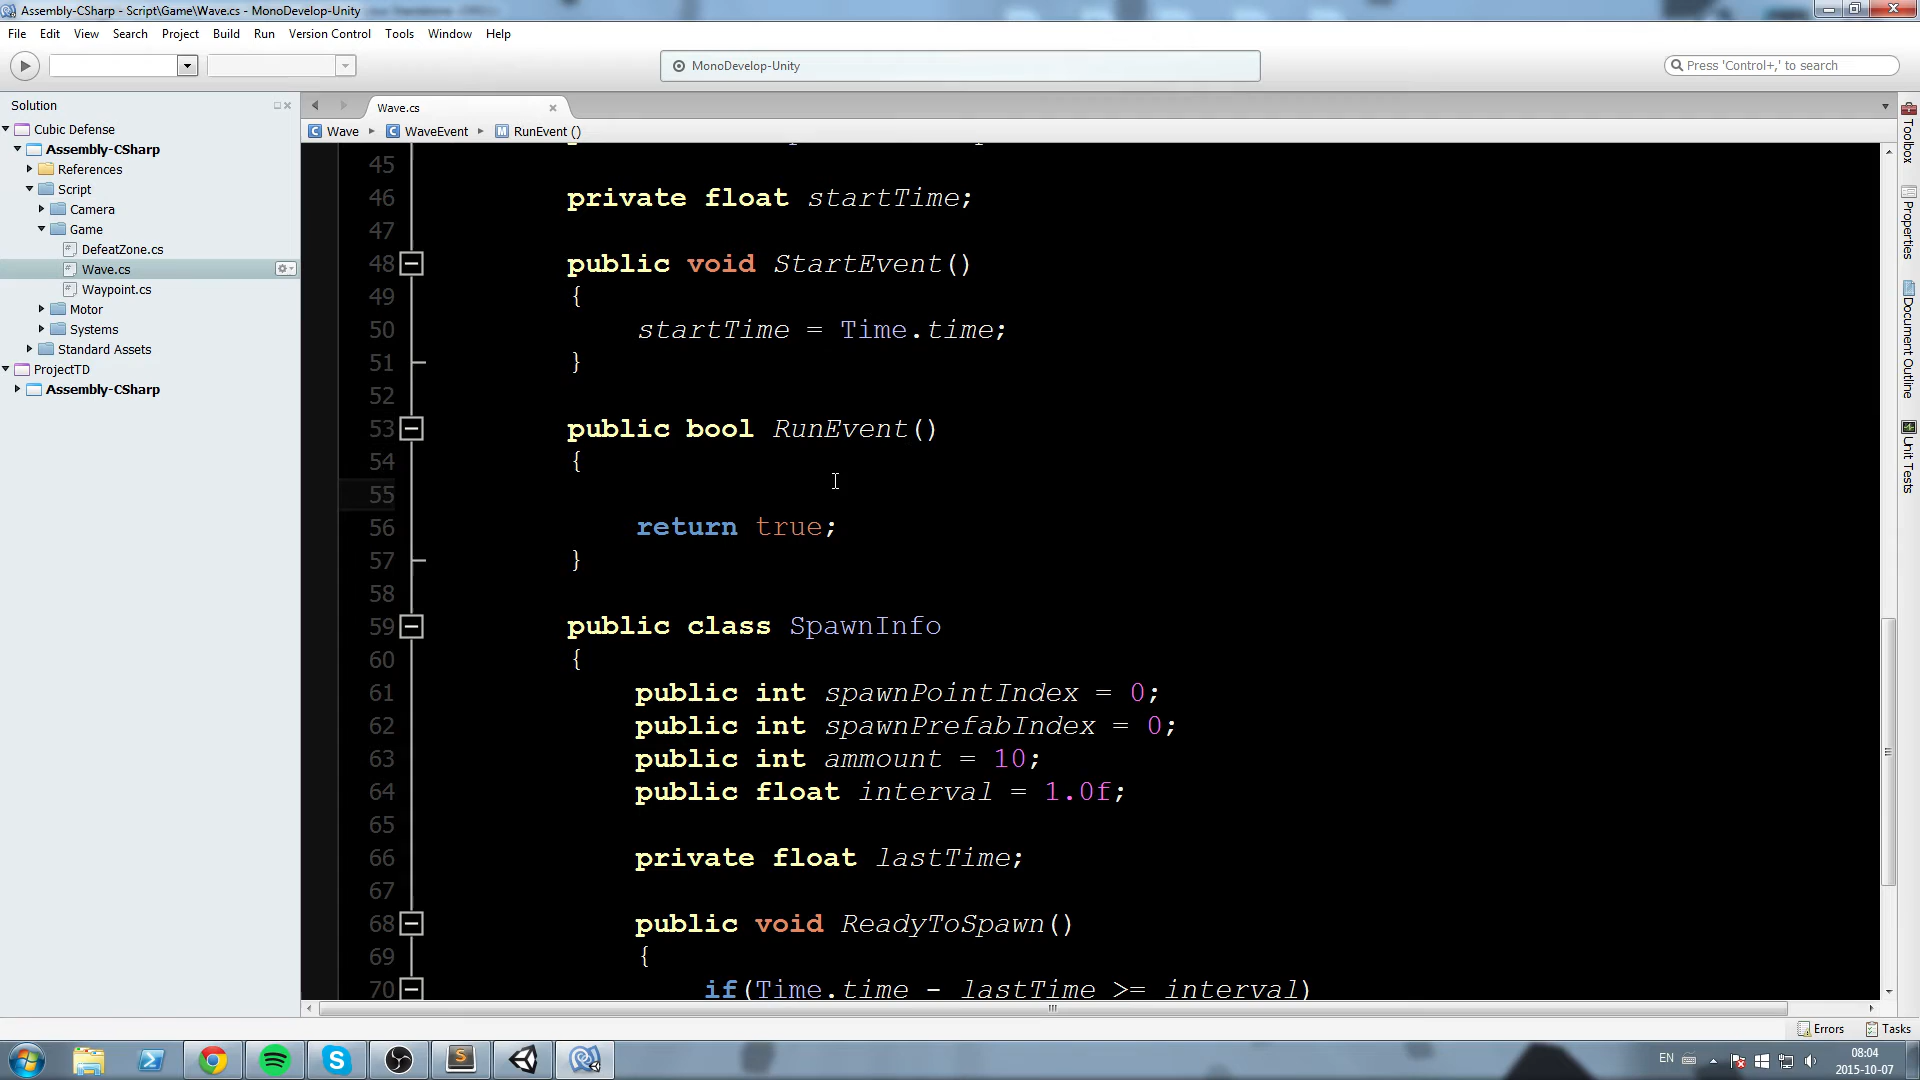 Assembly-CSharp - Script\Game\Wave.cs - MonoDevelop-Unity
File Edit View Search Project Build Run Version Control Tools Window Help
MonoDevelop-Unity
Press 'Control+,' to search
Solution
Cubic Defense
Assembly-CSharp
References
Script
Camera
Game
DefeatZone.cs
Wave.cs
Waypoint.cs
Motor
Systems
Standard Assets
ProjectTD
Assembly-CSharp
Wave.cs
Wave WaveEvent RunEvent ()
45
46 private float startTime;
47
48 public void StartEvent()
49 {
50 startTime = Time.time;
51 }
52
53 public bool RunEvent()
54 {
55
56 return true;
57 }
58
59 public class SpawnInfo
60 {
61 public int spawnPointIndex = 0;
62 public int spawnPrefabIndex = 0;
63 public int ammount = 10;
64 public float interval = 1.0f;
65
66 private float lastTime;
67
68 public void ReadyToSpawn()
69 {
70 if(Time.time - lastTime >= interval)
Toolbox
Properties
Document Outline
Unit Tests
Errors Tasks
EN
08:04
2015-10-07